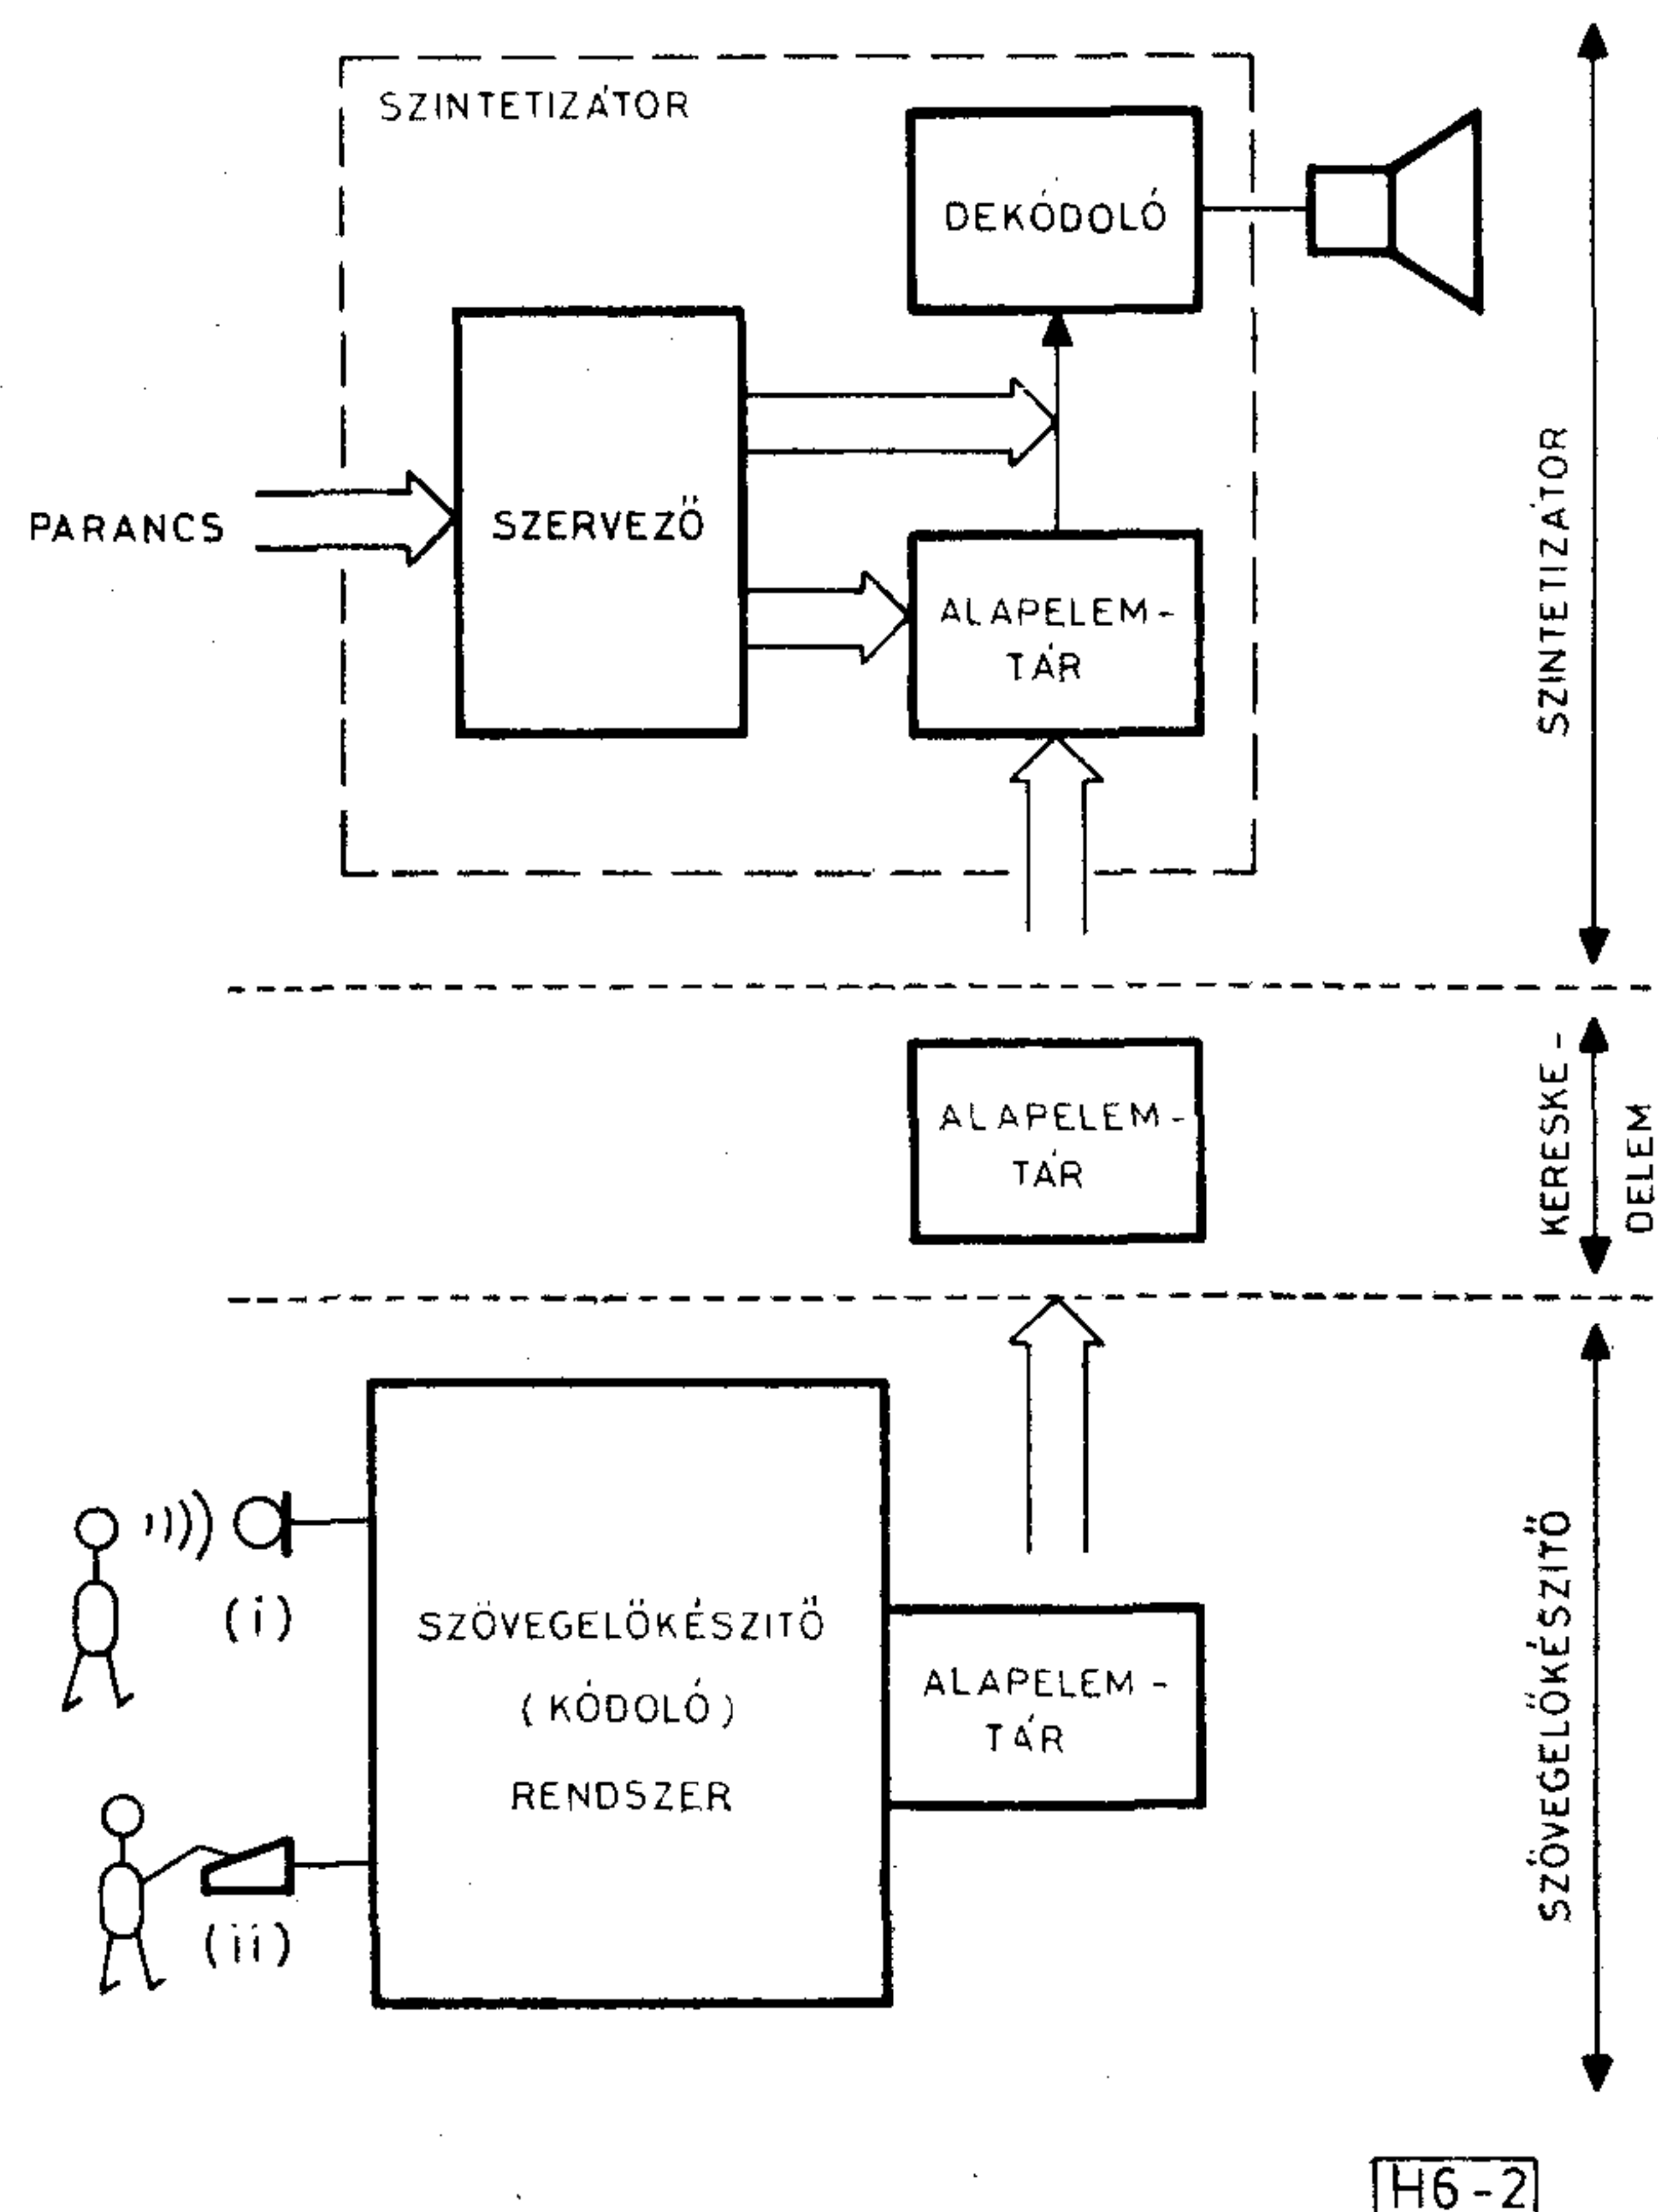 SZINTETIZÁTOR
DEKÓDOLÓ
PARANCS
SZERVEZŐ
ALAPELEM-
TÁR
SZINTETIZÁTOR
ALAPELEM-
TÁR
KERESKE-
DELEM
(i)
SZÖVEGELŐKÉSZITŐ
(KÓDOLÓ)
RENDSZER
ALAPELEM-
TÁR
(ii)
SZÖVEGELŐKÉSZITŐ
H6-2